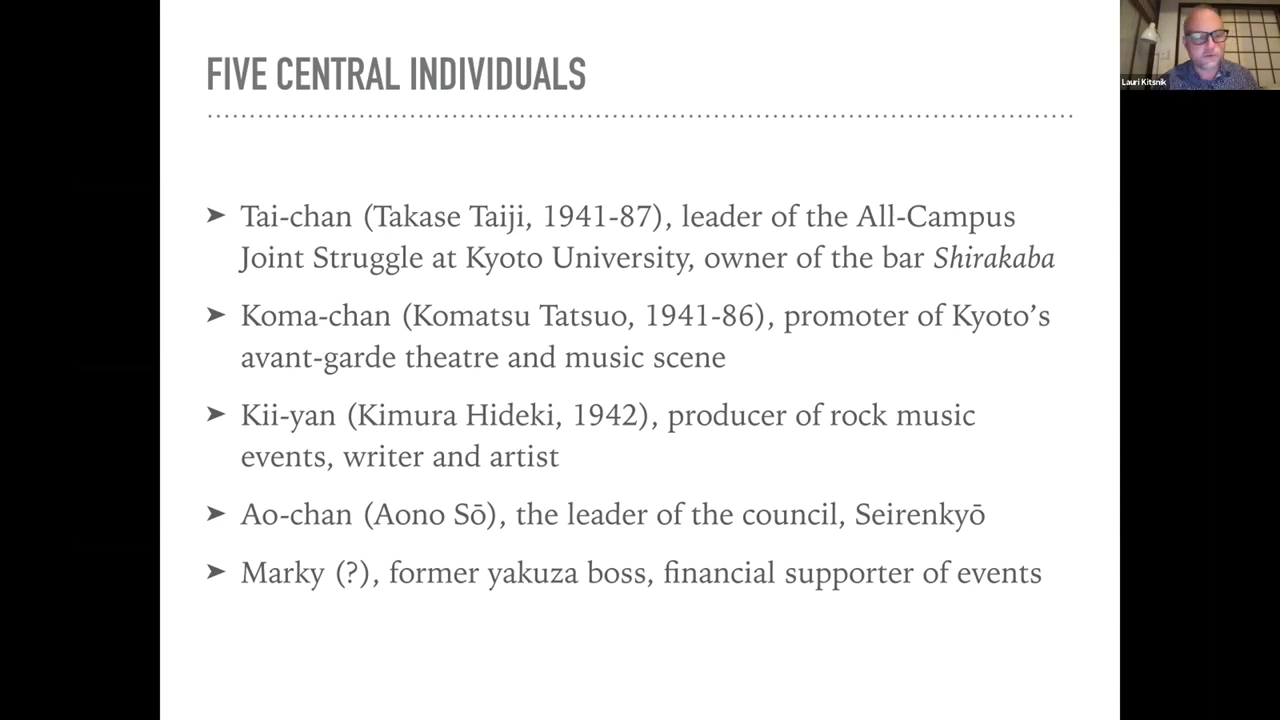 FIVE CENTRAL INDIVIDUALS
Lauri Kitsnik
➤ Tai-chan (Takase Taiji, 1941-87), leader of the All-Campus
Joint Struggle at Kyoto University, owner of the bar Shirakaba
➤ Koma-chan (Komatsu Tatsuo, 1941-86), promoter of Kyoto’s
avant-garde theatre and music scene
➤ Kii-yan (Kimura Hideki, 1942), producer of rock music
events, writer and artist
➤ Ao-chan (Aono Sō), the leader of the council, Seirenkyō
➤ Marky (?), former yakuza boss, financial supporter of events